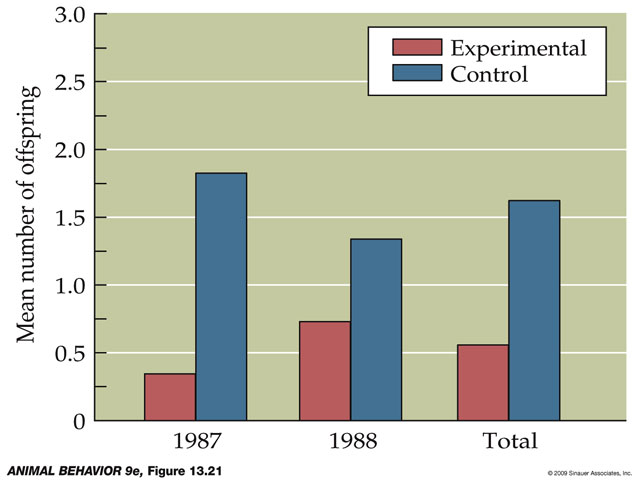 3.0
2.5
2.0
1.5
1.0
0.5
0
Mean number of offspring
Experimental
Control
1987
1988
Total
ANIMAL BEHAVIOR 9e, Figure 13.21
© 2009 Sinauer Associates, Inc.